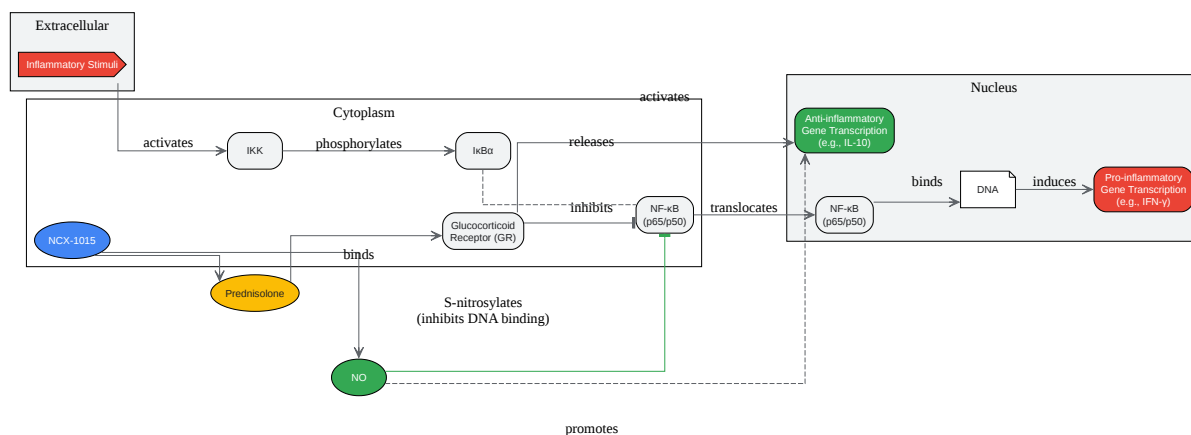 Extracellular
Inflammatory Stimuli
Cytoplasm
activates
Nucleus
activates
IKK
phosphorylates
IκBα
releases
Anti-inflammatory
Gene Transcription
(e.g., IL-10)
NCX-1015
Glucocorticoid
Receptor (GR)
inhibits
NF-κB
(p65/p50)
translocates
NF-κB
(p65/p50)
binds
DNA
induces
Pro-inflammatory
Gene Transcription
(e.g., IFN-γ)
binds
Prednisolone
S-nitrosylates
(inhibits DNA binding)
NO
promotes